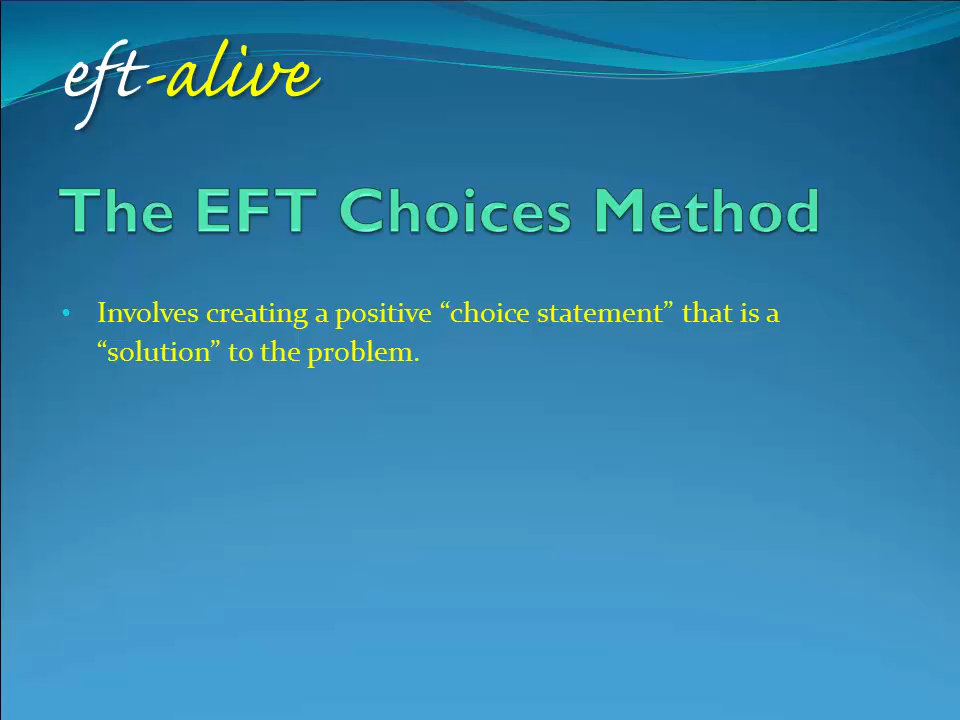 eft-alive
The EFT Choices Method
• Involves creating a positive “choice statement” that is a
“solution” to the problem.